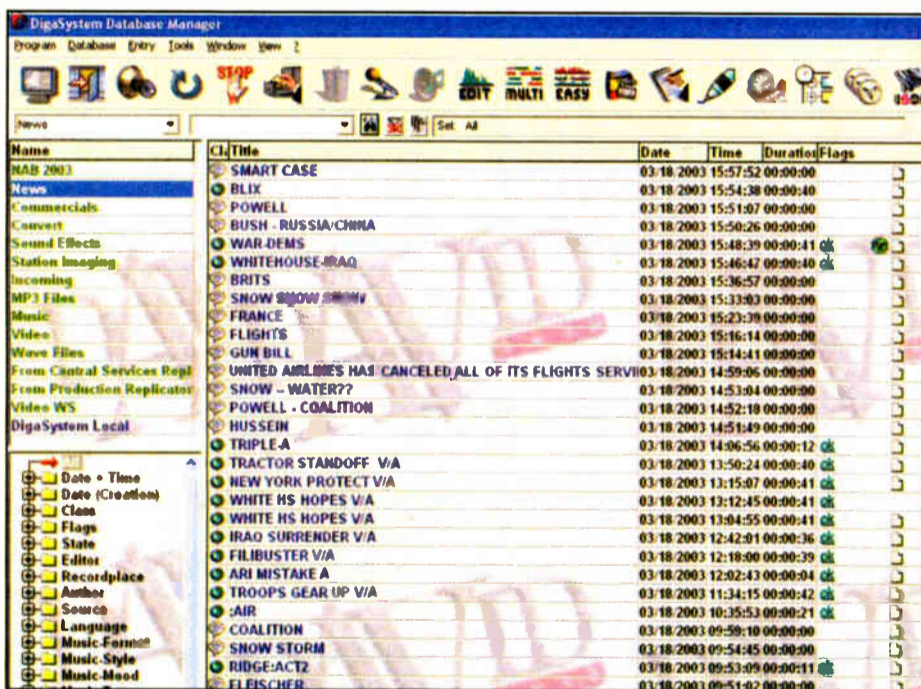 DigaSystem Database Manager
Program Database Entry Tools Window View ?
STOP EDIT MULTI EASY
News Set: All
Name
NAB 2003
News
Commercials
Convert
Sound Effects
Station Imaging
Incoming
MP3 Files
Music
Video
Wave Files
From Central Services Repl
From Production Replicator
Video WS
DigaSystem Local
Date + Time
Date (Creation)
Class
Flags
State
Editor
Recordplace
Author
Source
Language
Music-Format
Music-Style
Music-Mood
Cl. Title Date Time Duration Flags
SMART CASE 03/18/2003 15:57:52 00:00:00
BLIX 03/18/2003 15:54:38 00:00:40
POWELL 03/18/2003 15:51:07 00:00:00
BUSH - RUSSIA/CHINA 03/18/2003 15:50:26 00:00:00
WAR-DEMS 03/18/2003 15:48:39 00:00:41 ok
WHITEHOUSE-IRAQ 03/18/2003 15:46:47 00:00:40 ok
BRITS 03/18/2003 15:36:57 00:00:00
SNOW SNOW SNOW 03/18/2003 15:33:03 00:00:00
FRANCE 03/18/2003 15:23:39 00:00:00
FLIGHTS 03/18/2003 15:16:14 00:00:00
GUN BILL 03/18/2003 15:14:41 00:00:00
UNITED AIRLINES HAS CANCELED ALL OF ITS FLIGHTS SERVI 03/18/2003 14:59:06 00:00:00
SNOW -- WATER?? 03/18/2003 14:53:04 00:00:00
POWELL - COALITION 03/18/2003 14:52:18 00:00:00
HUSSEIN 03/18/2003 14:51:49 00:00:00
TRIPLE-A 03/18/2003 14:06:56 00:00:12 ok
TRACTOR STANDOFF V/A 03/18/2003 13:50:24 00:00:40 ok
NEW YORK PROTECT V/A 03/18/2003 13:15:07 00:00:41 ok
WHITE HS HOPES V/A 03/18/2003 13:12:45 00:00:41 ok
WHITE HS HOPES V/A 03/18/2003 13:04:55 00:00:41 ok
IRAQ SURRENDER V/A 03/18/2003 12:42:01 00:00:36 ok
FILIBUSTER V/A 03/18/2003 12:18:00 00:00:39 ok
ARI MISTAKE A 03/18/2003 12:02:43 00:00:04 ok
TROOPS GEAR UP V/A 03/18/2003 11:34:15 00:00:42 ok
:AIR 03/18/2003 10:35:53 00:00:21 ok
COALITION 03/18/2003 09:59:10 00:00:00
SNOW STORM 03/18/2003 09:54:45 00:00:00
RIDGE:ACT2 03/18/2003 09:53:09 00:00:11
FLEISCHER 03/18/2003 09:51:02 00:00:00